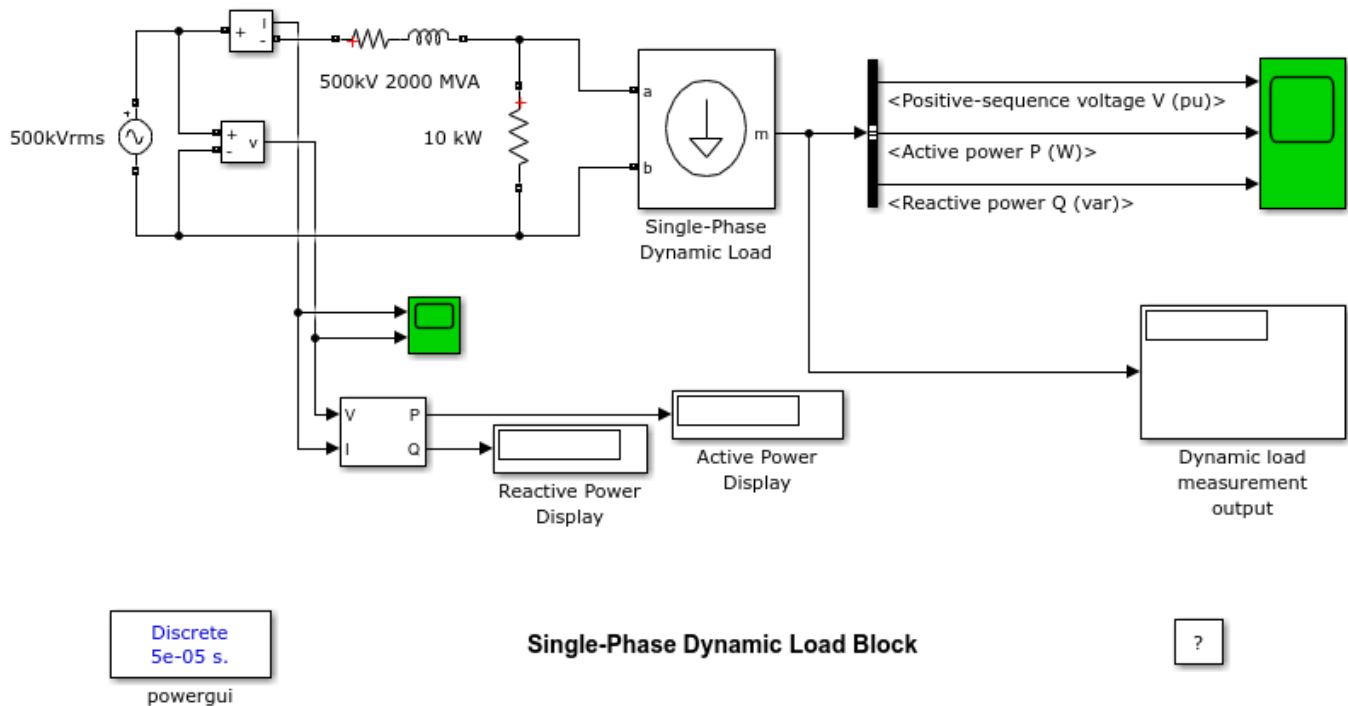 I
+
-
500kV 2000 MVA
500kVrms
+
+
-
v
10 kW
a
b
m
Single-Phase
Dynamic Load
<Positive-sequence voltage V (pu)>
<Active power P (W)>
<Reactive power Q (var)>
V
I
P
Q
Reactive Power
Display
Active Power
Display
Dynamic load
measurement
output
Discrete
5e-05 s.
powergui
Single-Phase Dynamic Load Block
?